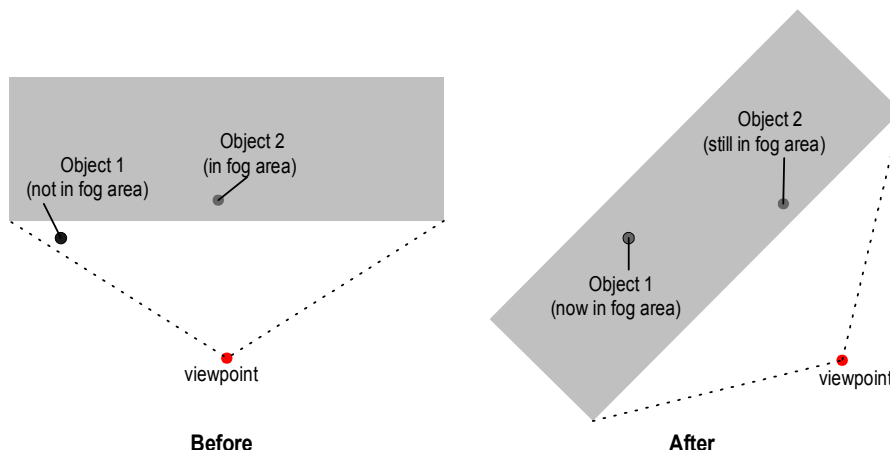 Object 1
(not in fog area)
Object 2
(in fog area)
viewpoint
Before
Object 2
(still in fog area)
Object 1
(now in fog area)
viewpoint
After